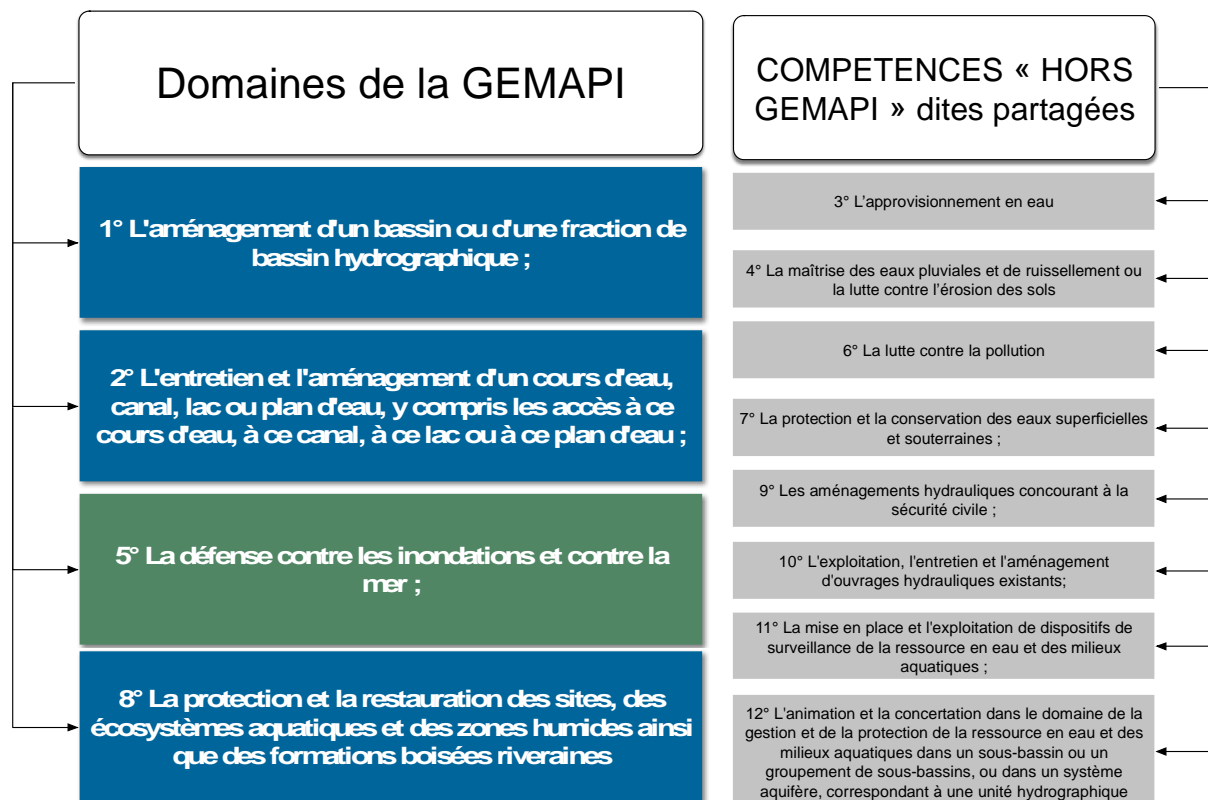 Domaines de la GEMAPI
1° L'aménagement d'un bassin ou d'une fraction de
bassin hydrographique ;
2° L'entretien et l'aménagement d'un cours d'eau,
canal, lac ou plan d'eau, y compris les accès à ce
cours d'eau, à ce canal, à ce lac ou à ce plan d'eau ;
5° La défense contre les inondations et contre la
mer ;
8° La protection et la restauration des sites, des
écosystèmes aquatiques et des zones humides ainsi
que des formations boisées riveraines
COMPETENCES « HORS
GEMAPI » dites partagées
3° L'approvisionnement en eau
4° La maîtrise des eaux pluviales et de ruissellement ou
la lutte contre l'érosion des sols
6° La lutte contre la pollution
7° La protection et la conservation des eaux superficielles
et souterraines ;
9° Les aménagements hydrauliques concourant à la
sécurité civile ;
10° L'exploitation, l'entretien et l'aménagement
d'ouvrages hydrauliques existants;
11° La mise en place et l'exploitation de dispositifs de
surveillance de la ressource en eau et des milieux
aquatiques ;
12° L'animation et la concertation dans le domaine de la
gestion et de la protection de la ressource en eau et des
milieux aquatiques dans un sous-bassin ou un
groupement de sous-bassins, ou dans un système
aquifère, correspondant à une unité hydrographique